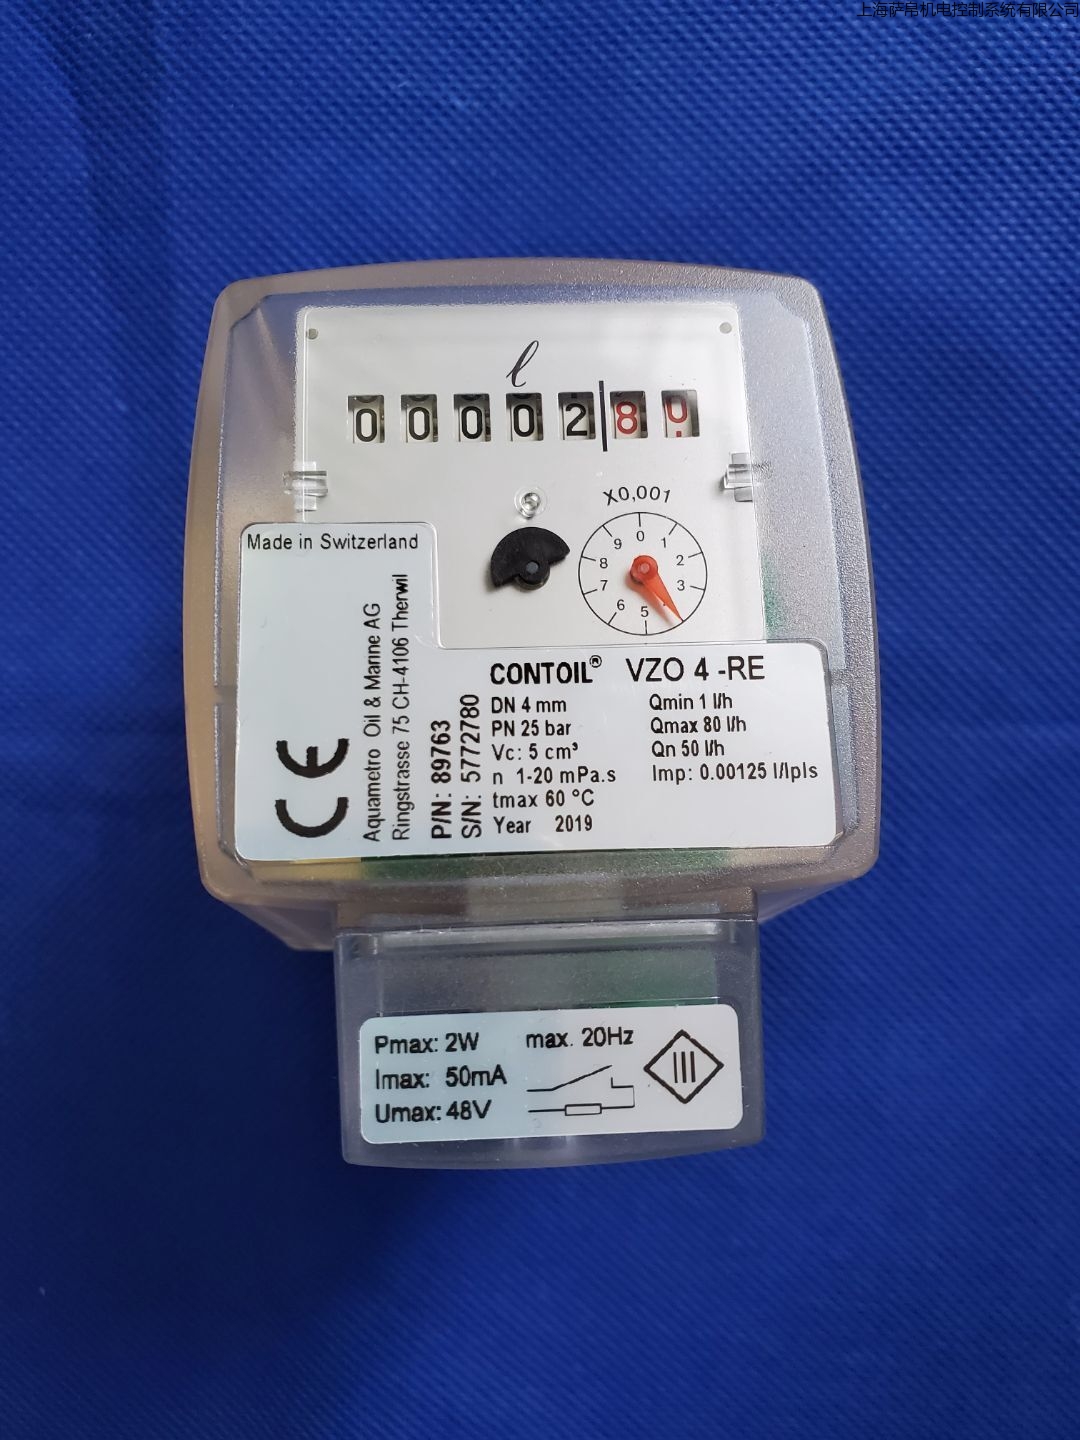 上海萨帛机电控制系统有限公司
ℓ
0 0 0 0 2 8 0
X0,001
0 1 2 3 5 6 7 8 9
Made in Switzerland
Aquametro Oil & Marine AG
Ringstrasse 75 CH-4106 Therwil
P/N: 89763
S/N: 5772780
CE
CONTOIL® VZO 4 -RE
DN 4 mm Qmin 1 l/h
PN 25 bar Qmax 80 l/h
Vc: 5 cm³ Qn 50 l/h
n 1-20 mPa.s Imp: 0.00125 l/Ipls
tmax 60 °C
Year 2019
Pmax: 2W max. 20Hz
Imax: 50mA
Umax: 48V
III